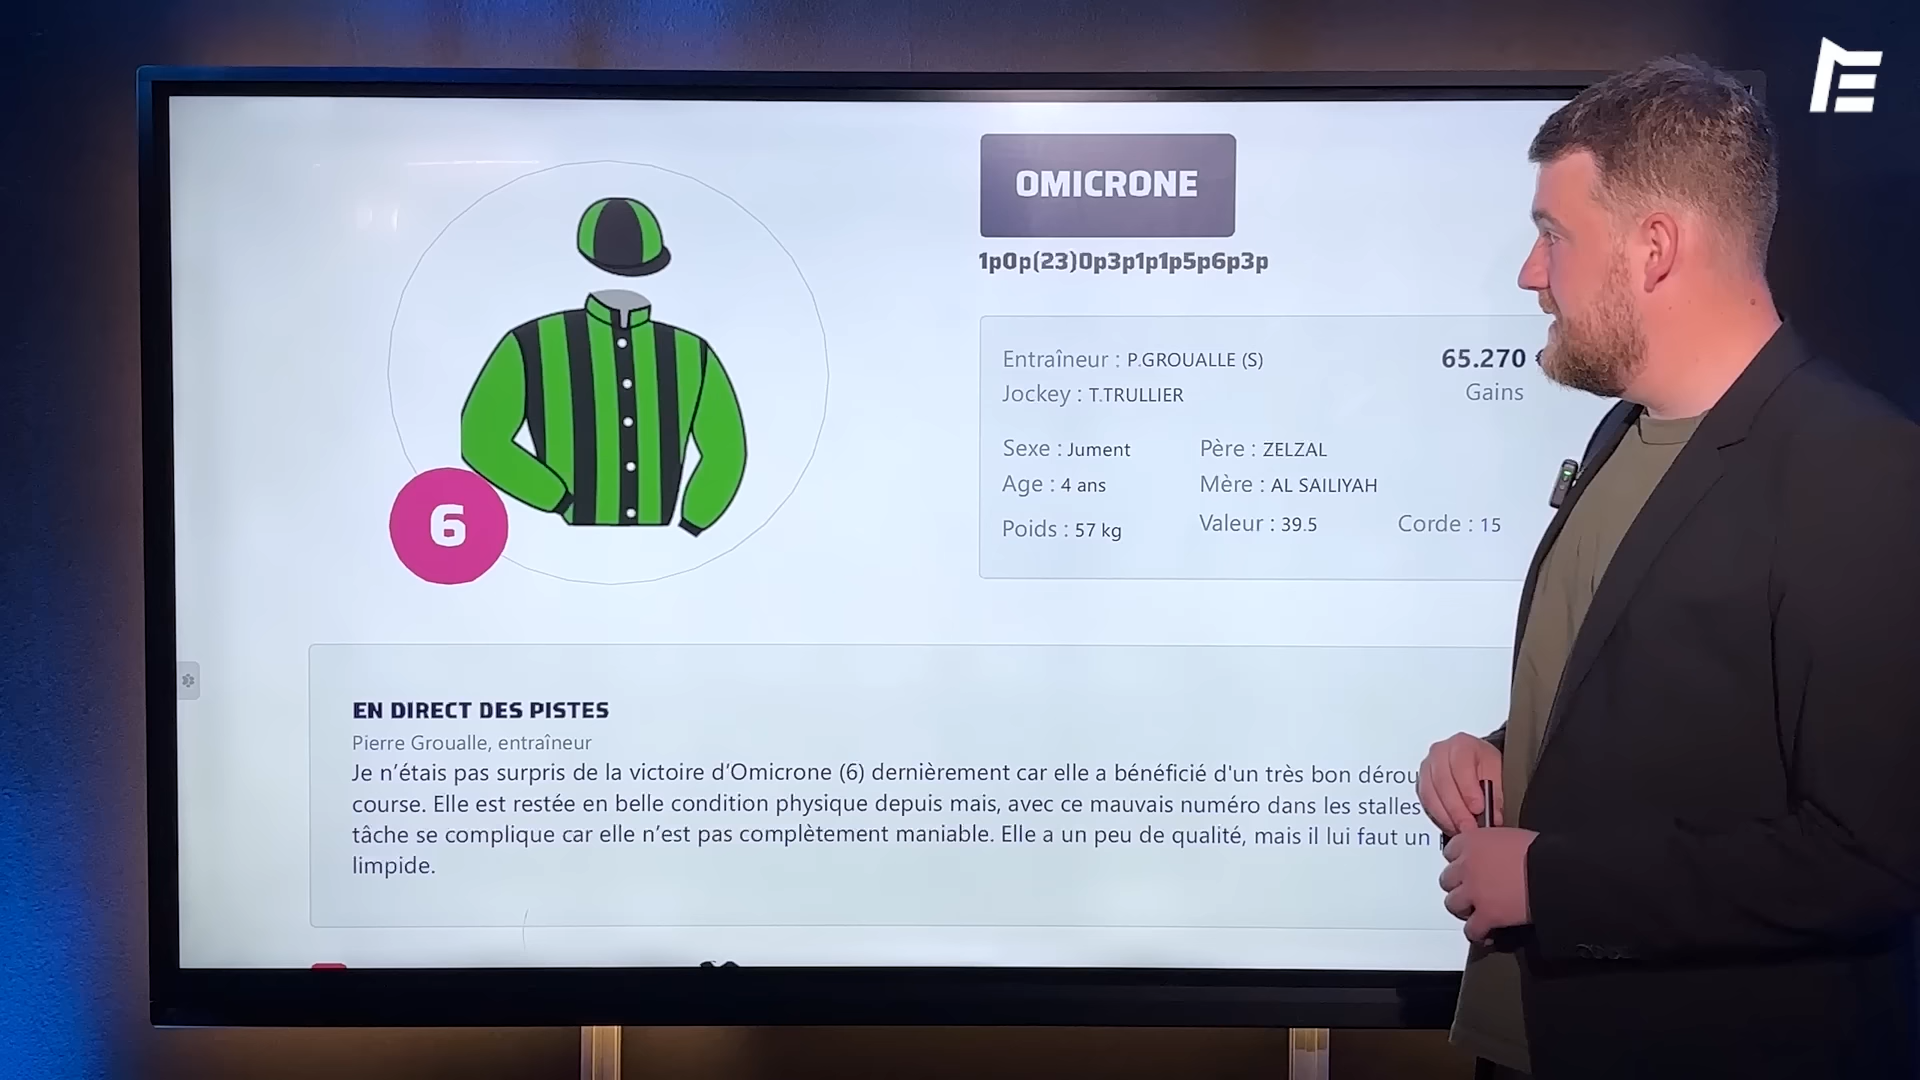 OMICRONE
1p0p(23)0p3p1p1p5p6p3p
Entraîneur : P.GROUALLE (S)
65.270 €
Jockey : T.TRULLIER
Gains
Sexe : Jument
Père : ZELZAL
Age : 4 ans
Mère : AL SAILIYAH
Poids : 57 kg
Valeur : 39.5
Corde : 15
6
EN DIRECT DES PISTES
Pierre Groualle, entraîneur
Je n'étais pas surpris de la victoire d'Omicrone (6) dernièrement car elle a bénéficié d'un très bon
course. Elle est restée en belle condition physique depuis mais, avec ce mauvais numéro dans les stalles
tâche se complique car elle n'est pas complètement maniable. Elle a un peu de qualité, mais il lui faut un
limpide.